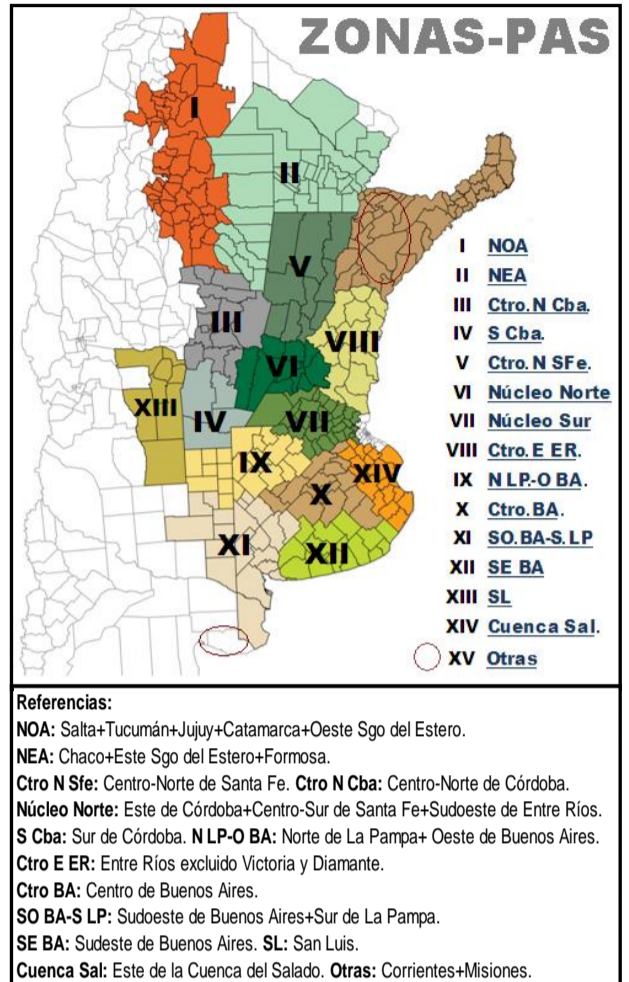 ZONAS-PAS
I
II
V
III
VIII
VI
XIII
IV
VII
IX
XIV
X
XI
XII
I NOA
II NEA
III Ctro.N Cba.
IV S Cba.
V Ctro.N SFe.
VI Núcleo Norte
VII Núcleo Sur
VIII Ctro.E ER.
IX N LP-O BA.
X Ctro.BA.
XI SO.BA-S.LP
XII SE BA
XIII SL
XIV Cuenca Sal.
XV Otras
Referencias:
NOA: Salta+Tucumán+Jujuy+Catamarca+Oeste Sgo del Estero.
NEA: Chaco+Este Sgo del Estero+Formosa.
Ctro N Sfe: Centro-Norte de Santa Fe. Ctro N Cba: Centro-Norte de Córdoba.
Núcleo Norte: Este de Córdoba+Centro-Sur de Santa Fe+Sudoeste de Entre Ríos.
S Cba: Sur de Córdoba. N LP-O BA: Norte de La Pampa+ Oeste de Buenos Aires.
Ctro E ER: Entre Ríos excluido Victoria y Diamante.
Ctro BA: Centro de Buenos Aires.
SO BA-S LP: Sudoeste de Buenos Aires+Sur de La Pampa.
SE BA: Sudeste de Buenos Aires. SL: San Luis.
Cuenca Sal: Este de la Cuenca del Salado. Otras: Corrientes+Misiones.